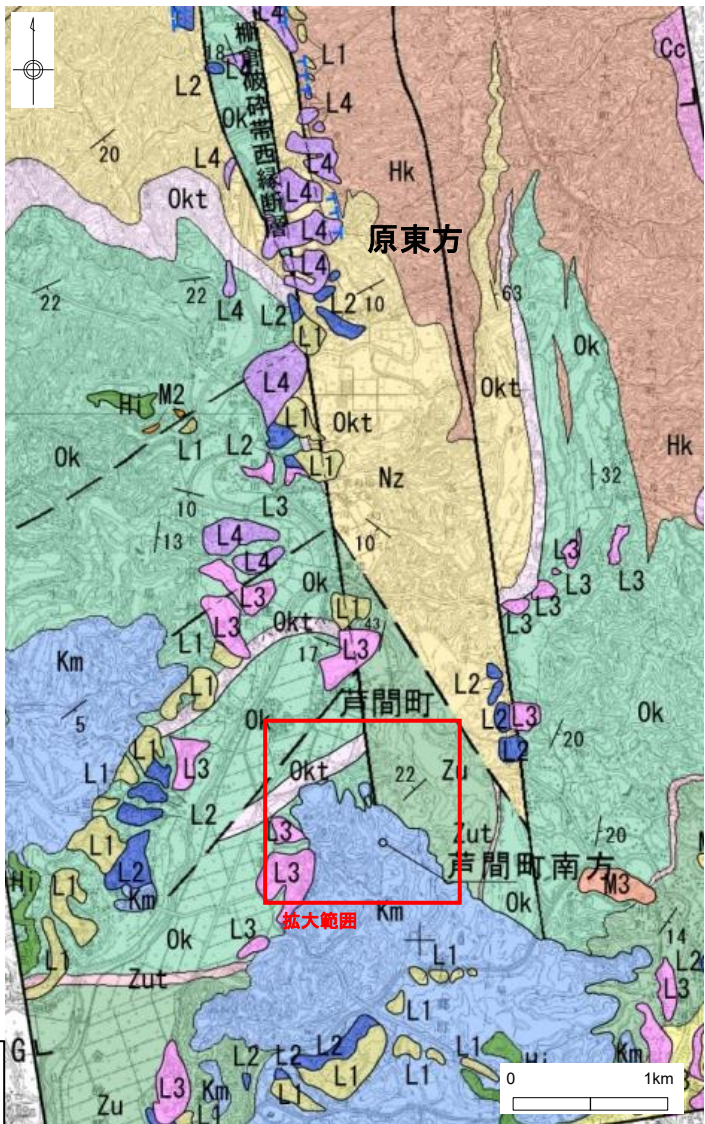 L4
Cc
L1
18
L4
L2
棚倉破砕帯西縁断層
Ok
L4
20
L4
L4
Hk
Okt
L4
原東方
L4
22
22
L4
L2
10
63
L4
L2
L1
Ok
L4
M2
Hi
L1
Okt
Okt
L1
L2
Hk
Ok
L1
Nz
32
L3
10
10
13
L4
L4
L3
L3
L3
Ok
L3
L1
L3
L3
Okt
43
L1
L3
17
L3
Km
L1
L2
芦間町
5
Ok
L2
L3
Ok
L1
L3
L2
20
Okt
22
Zu
L1
L2
L3
Zut
20
L1
L2
芦間町南方
M3
Hi
L1
Km
L3
Ok
拡大範囲
Km
14
Ok
L3
L2
L1
Zut
L1
L3
L1
G L
L2
L2
L1
L1
Hi
Km
L3
L2
Km
L1
L1
Zu
L1
0
1km